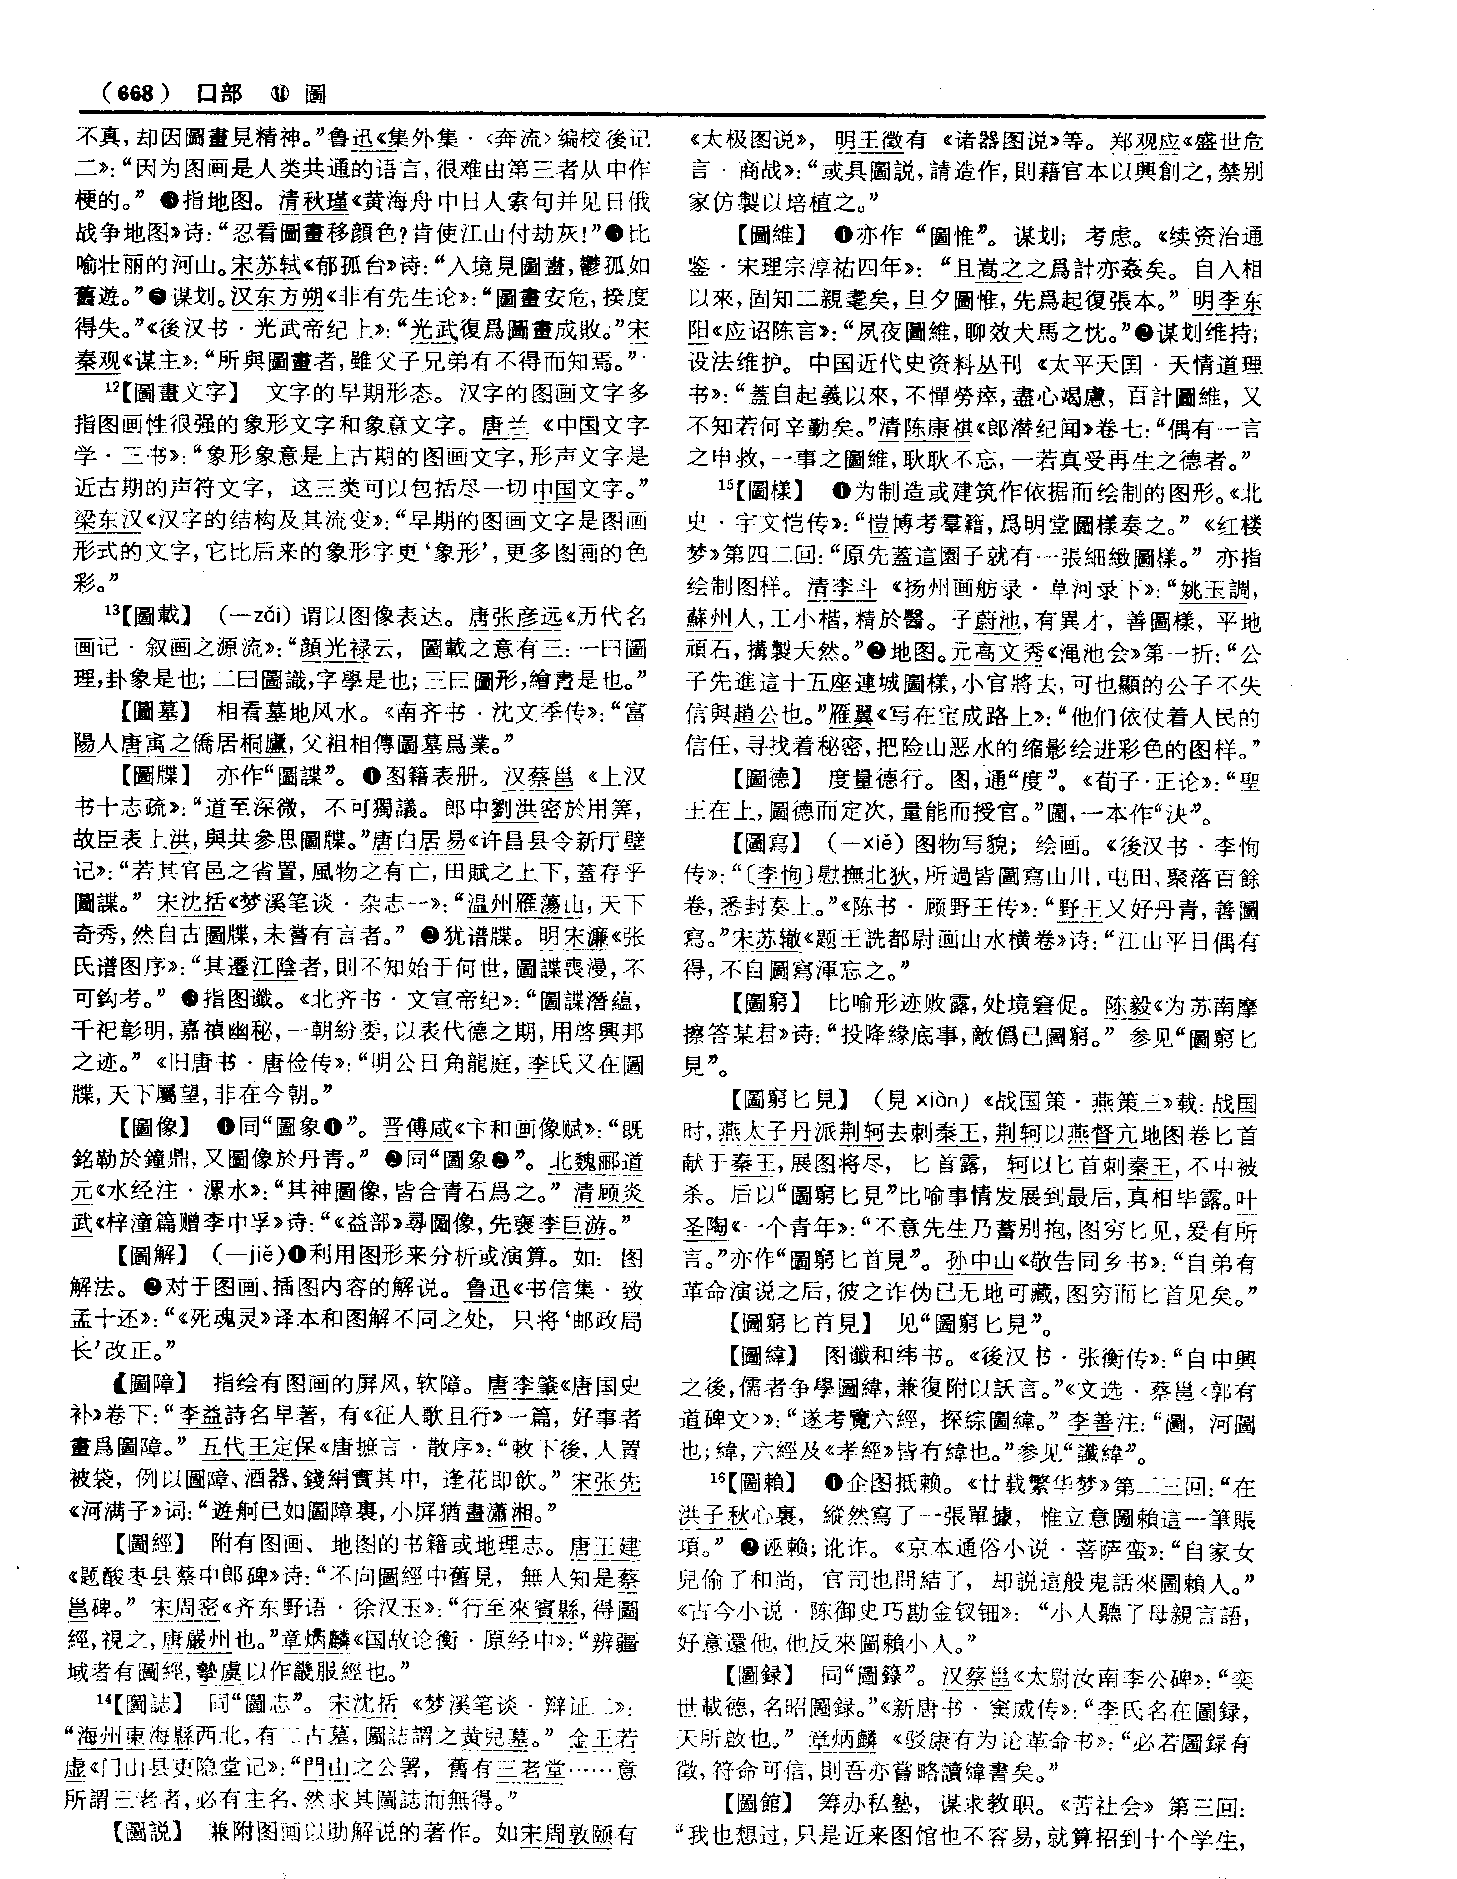 （668） 口部 ⑪ 圖
不真，却因圖畫見精神。”鲁迅《集外集·〈奔流〉编校後记
二》：“因为图画是人类共通的语言，很难由第三者从中作
梗的。” ❸指地图。清秋瑾《黄海舟中日人索句并见日俄
战争地图》诗：“忍看圖畫移顔色？肯使江山付劫灰！”❹比
喻壮丽的河山。宋苏轼《郁孤台》诗：“入境見圖畫，鬱孤如
舊遊。”❺谋划。汉东方朔《非有先生论》：“圖畫安危，揆度
得失。”《後汉书·光武帝纪上》：“光武復爲圖畫成敗。”宋
秦观《谋主》：“所與圖畫者，雖父子兄弟有不得而知焉。”
12【圖畫文字】 文字的早期形态。汉字的图画文字多
指图画性很强的象形文字和象意文字。唐兰《中国文字
学·三书》：“象形象意是上古期的图画文字，形声文字是
近古期的声符文字，这三类可以包括尽一切中国文字。”
梁东汉《汉字的结构及其流变》：“早期的图画文字是图画
形式的文字，它比后来的象形字更‘象形’，更多图画的色
彩。”
13【圖載】 （一zǎi）谓以图像表达。唐张彦远《历代名
画记·叙画之源流》：“顔光禄云，圖載之意有三：一曰圖
理，卦象是也；二曰圖識，字學是也；三曰圖形，繪畫是也。”
【圖墓】 相看墓地风水。《南齐书·沈文季传》：“富
陽人唐㝢之僑居桐廬，父祖相傳圖墓爲業。”
【圖牒】 亦作“圖諜”。❶图籍表册。汉蔡邕《上汉
书十志疏》：“道至深微，不可獨議。郎中劉洪密於用筭，
故臣表上洪，與共參思圖牒。”唐白居易《许昌县令新厅壁
记》：“若其官邑之省置，風物之有亡，田賦之上下，蓋存乎
圖諜。” 宋沈括《梦溪笔谈·杂志一》：“温州雁蕩山，天下
奇秀，然自古圖牒，未嘗有言者。” ❷犹谱牒。明宋濂《张
氏谱图序》：“其遷江陰者，則不知始于何世，圖諜喪漫，不
可鈎考。” ❸指图谶。《北齐书·文宣帝纪》：“圖諜潛藴，
千祀彰明，嘉禎幽秘，一朝紛委，以表代德之期，用啓興邦
之迹。”《旧唐书·唐俭传》：“明公日角龍庭，李氏又在圖
牒，天下屬望，非在今朝。”
【圖像】 ❶同“圖象❶”。晋傅咸《卞和画像赋》：“既
銘勒於鐘鼎，又圖像於丹青。” ❷同“圖象❷”。北魏郦道
元《水经注·漯水》：“其神圖像，皆合青石爲之。” 清顾炎
武《梓潼篇赠李中孚》诗：“《益部》尋圖像，先褒李巨游。”
【圖解】 （一jiě）❶利用图形来分析或演算。如：图
解法。❷对于图画、插图内容的解说。鲁迅《书信集·致
孟十还》：“《死魂灵》译本和图解不同之处，只将‘邮政局
长’改正。”
【圖障】 指绘有图画的屏风，软障。唐李肇《唐国史
补》卷下：“李益詩名早著，有《征人歌且行》一篇，好事者
畫爲圖障。” 五代王定保《唐摭言·散序》：“敕下後，人置
被袋，例以圖障、酒器、錢絹實其中，逢花即飲。” 宋张先
《河满子》词：“遊舸已如圖障裏，小屏猶畫瀟湘。”
【圖經】 附有图画、地图的书籍或地理志。唐王建
《题酸枣县蔡中郎碑》诗：“不向圖經中舊見，無人知是蔡
邕碑。” 宋周密《齐东野语·徐汉玉》：“行至來賓縣，得圖
經，視之，唐嚴州也。”章炳麟《国故论衡·原经中》：“辨疆
域者有圖經，摯虞以作畿服經也。”
14【圖誌】 同“圖志”。宋沈括《梦溪笔谈·辩证二》：
“海州東海縣西北，有二古墓，圖誌謂之黄兒墓。” 金王若
虚《门山县吏隐堂记》：“門山之公署，舊有三老堂……意
所謂三老者，必有主名、然求其圖誌而無得。”
【圖説】 兼附图画以助解说的著作。如宋周敦颐有
《太极图说》，明王徵有《诸器图说》等。郑观应《盛世危
言·商战》：“或具圖説，請造作，則藉官本以興創之，禁别
家仿製以培植之。”
【圖維】 ❶亦作“圖惟”。谋划；考虑。《续资治通
鉴·宋理宗淳祐四年》：“且嵩之之爲計亦姦矣。自入相
以來，固知二親耄矣，旦夕圖惟，先爲起復張本。” 明李东
阳《应诏陈言》：“夙夜圖維，聊效犬馬之忱。”❷谋划维持；
设法维护。中国近代史资料丛刊《太平天国·天情道理
书》：“蓋自起義以來，不憚勞瘁，盡心竭慮，百計圖維，又
不知若何辛勤矣。”清陈康祺《郎潜纪闻》卷七：“偶有一言
之申救，一事之圖維，耿耿不忘，一若真受再生之德者。”
15【圖樣】 ❶为制造或建筑作依据而绘制的图形。《北
史·宇文恺传》：“愷博考羣籍，爲明堂圖樣奏之。”《红楼
梦》第四二回：“原先蓋這園子就有一張細緻圖樣。” 亦指
绘制图样。清李斗《扬州画舫录·草河录下》：“姚玉調，
蘇州人，工小楷，精於醫。子蔚池，有異才，善圖樣，平地
頑石，搆製天然。”❷地图。元高文秀《渑池会》第一折：“公
子先進這十五座連城圖樣，小官將去，可也顯的公子不失
信與趙公也。”雁翼《写在宝成路上》：“他们依仗着人民的
信任，寻找着秘密，把险山恶水的缩影绘进彩色的图样。”
【圖德】 度量德行。图，通“度”。《荀子·正论》：“聖
王在上，圖德而定次，量能而授官。”圖，一本作“决”。
【圖寫】 （一xiě）图物写貌；绘画。《後汉书·李恂
传》：“〔李恂〕慰撫北狄，所過皆圖寫山川、屯田、聚落百餘
卷，悉封奏上。”《陈书·顾野王传》：“野王又好丹青，善圖
寫。”宋苏辙《题王诜都尉画山水横卷》诗：“江山平日偶有
得，不自圖寫渾忘之。”
【圖窮】 比喻形迹败露，处境窘促。陈毅《为苏南摩
擦答某君》诗：“投降緣底事，敵僞已圖窮。” 参见“圖窮匕
見”。
【圖窮匕見】 （見xiàn）《战国策·燕策三》载：战国
时，燕太子丹派荆轲去刺秦王，荆轲以燕督亢地图卷匕首
献于秦王，展图将尽，匕首露，轲以匕首刺秦王，不中被
杀。后以“圖窮匕見”比喻事情发展到最后，真相毕露。叶
圣陶《一个青年》：“不意先生乃蓄别抱，图穷匕见，爰有所
言。”亦作“圖窮匕首見”。孙中山《敬告同乡书》：“自弟有
革命演说之后，彼之诈伪已无地可藏，图穷而匕首见矣。”
【圖窮匕首見】 见“圖窮匕見”。
【圖緯】 图谶和纬书。《後汉书·张衡传》：“自中興
之後，儒者争學圖緯，兼復附以訞言。”《文选·蔡邕〈郭有
道碑文〉》：“遂考覽六經，探綜圖緯。” 李善注：“圖，河圖
也；緯，六經及《孝經》皆有緯也。”参见“讖緯”。
16【圖賴】 ❶企图抵赖。《廿载繁华梦》第二三回：“在
洪子秋心裏，縱然寫了一張單據，惟立意圖賴這一筆賬
項。” ❷诬赖；讹诈。《京本通俗小说·菩萨蛮》：“自家女
兒偷了和尚，官司也問結了，却説這般鬼話來圖賴人。”
《古今小说·陈御史巧勘金钗钿》：“小人聽了母親言語，
好意還他，他反來圖賴小人。”
【圖録】 同“圖籙”。汉蔡邕《太尉汝南李公碑》：“奕
世載德，名昭圖録。”《新唐书·窦威传》：“李氏名在圖録，
天所啟也。” 章炳麟《驳康有为论革命书》：“必若圖録有
徵，符命可信，則吾亦嘗略讀緯書矣。”
【圖館】 筹办私塾，谋求教职。《苦社会》第三回：
“我也想过，只是近来图馆也不容易，就算招到十个学生，